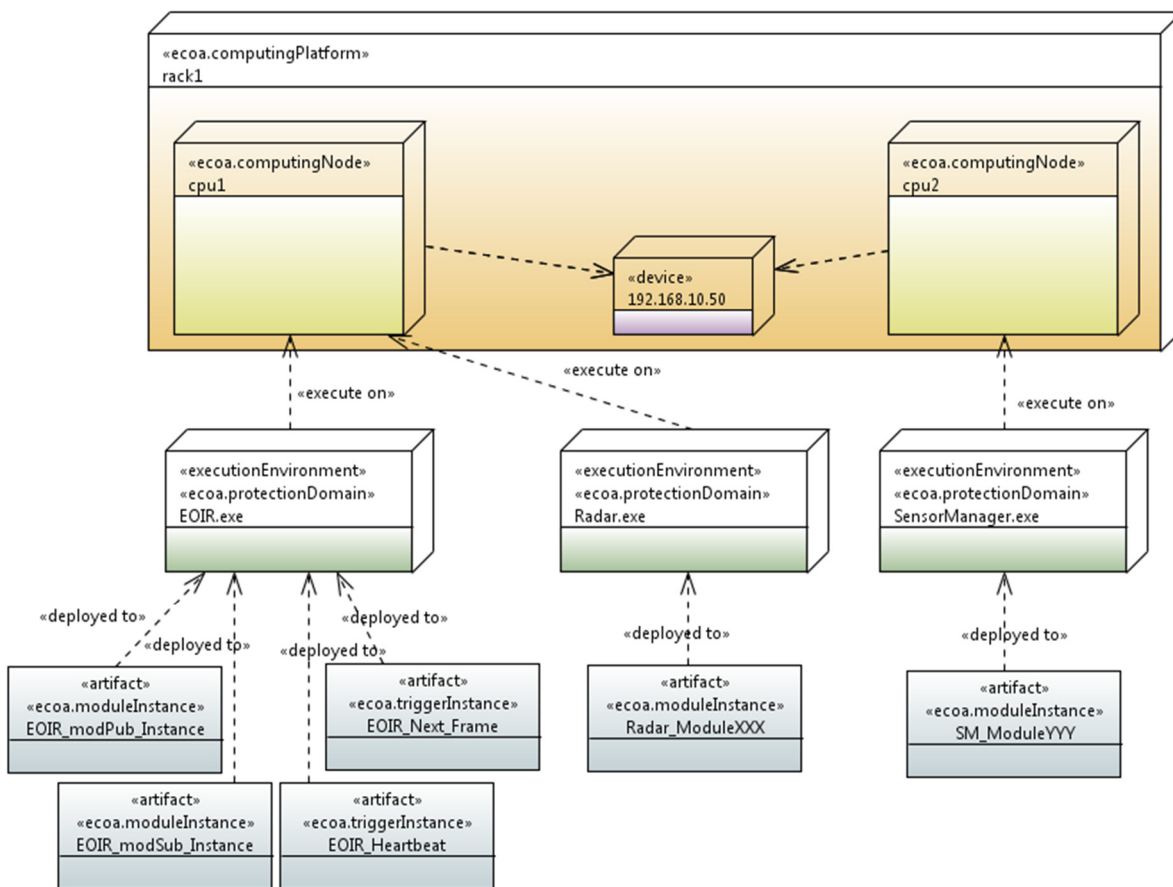 «ecoa.computingPlatform»
rack1
«ecoa.computingNode»
cpu1
«ecoa.computingNode»
cpu2
«device»
192.168.10.50
«execute on»
«execute on»
«execute on»
«executionEnvironment»
«ecoa.protectionDomain»
EOIR.exe
«executionEnvironment»
«ecoa.protectionDomain»
Radar.exe
«executionEnvironment»
«ecoa.protectionDomain»
SensorManager.exe
«deployed to»
«deployed to»
«deployed to»
«deployed to»
«deployed to»
«deployed to»
«artifact»
«ecoa.moduleInstance»
EOIR_modPub_Instance
«artifact»
«ecoa.triggerInstance»
EOIR_Next_Frame
«artifact»
«ecoa.moduleInstance»
Radar_ModuleXXX
«artifact»
«ecoa.moduleInstance»
SM_ModuleYYY
«artifact»
«ecoa.moduleInstance»
EOIR_modSub_Instance
«artifact»
«ecoa.triggerInstance»
EOIR_Heartbeat